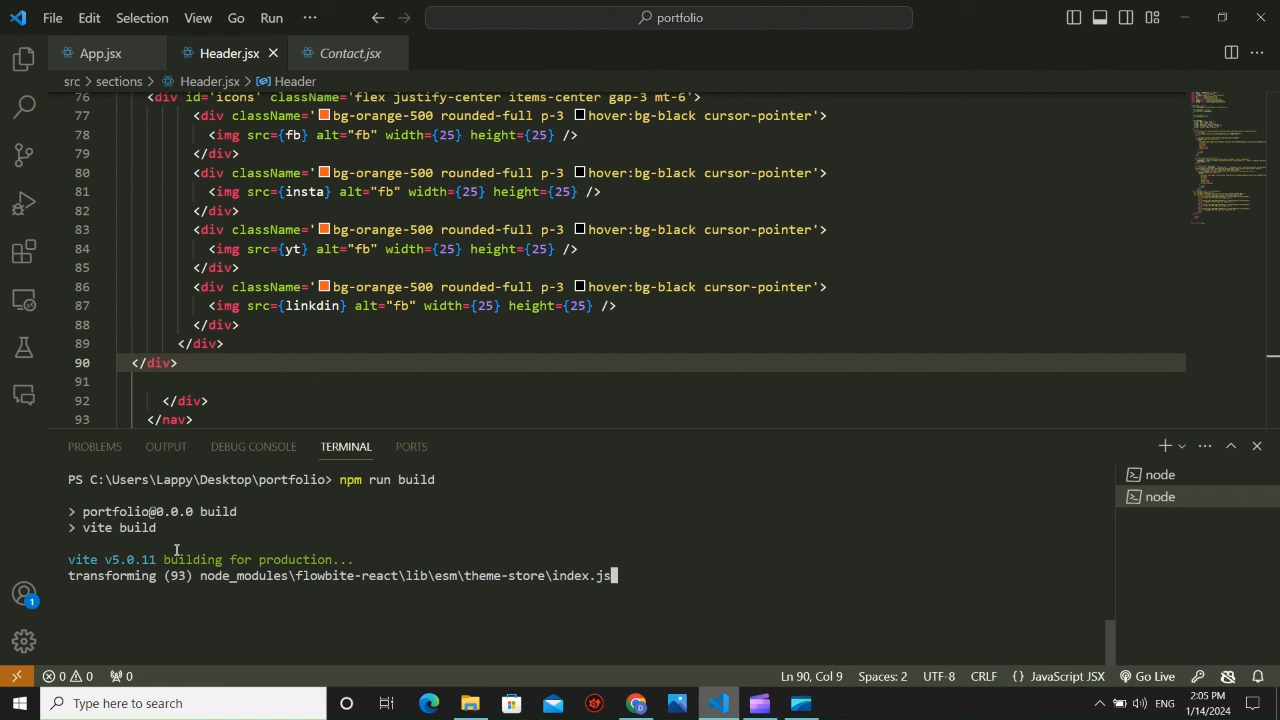 File Edit Selection View Go Run ··· portfolio
App.jsx Header.jsx Contact.jsx
src > sections > Header.jsx > Header
76 <div id='icons' className='flex justify-center items-center gap-3 mt-6'>
77 <div className='bg-orange-500 rounded-full p-3 hover:bg-black cursor-pointer'>
78 <img src={fb} alt="fb" width={25} height={25} />
79 </div>
80 <div className='bg-orange-500 rounded-full p-3 hover:bg-black cursor-pointer'>
81 <img src={insta} alt="fb" width={25} height={25} />
82 </div>
83 <div className='bg-orange-500 rounded-full p-3 hover:bg-black cursor-pointer'>
84 <img src={yt} alt="fb" width={25} height={25} />
85 </div>
86 <div className='bg-orange-500 rounded-full p-3 hover:bg-black cursor-pointer'>
87 <img src={linkdin} alt="fb" width={25} height={25} />
88 </div>
89 </div>
90 </div>
91
92 </div>
93 </nav>
PROBLEMS OUTPUT DEBUG CONSOLE TERMINAL PORTS
PS C:\Users\Lappy\Desktop\portfolio> npm run build
> portfolio@0.0.0 build
> vite build
vite v5.0.11 building for production...
transforming (93) node_modules\flowbite-react\lib\esm\theme-store\index.js
node
node
1
0 0 0 Ln 90, Col 9 Spaces: 2 UTF-8 CRLF {} JavaScript JSX Go Live
Type here to search
ENG
2:05 PM
1/14/2024